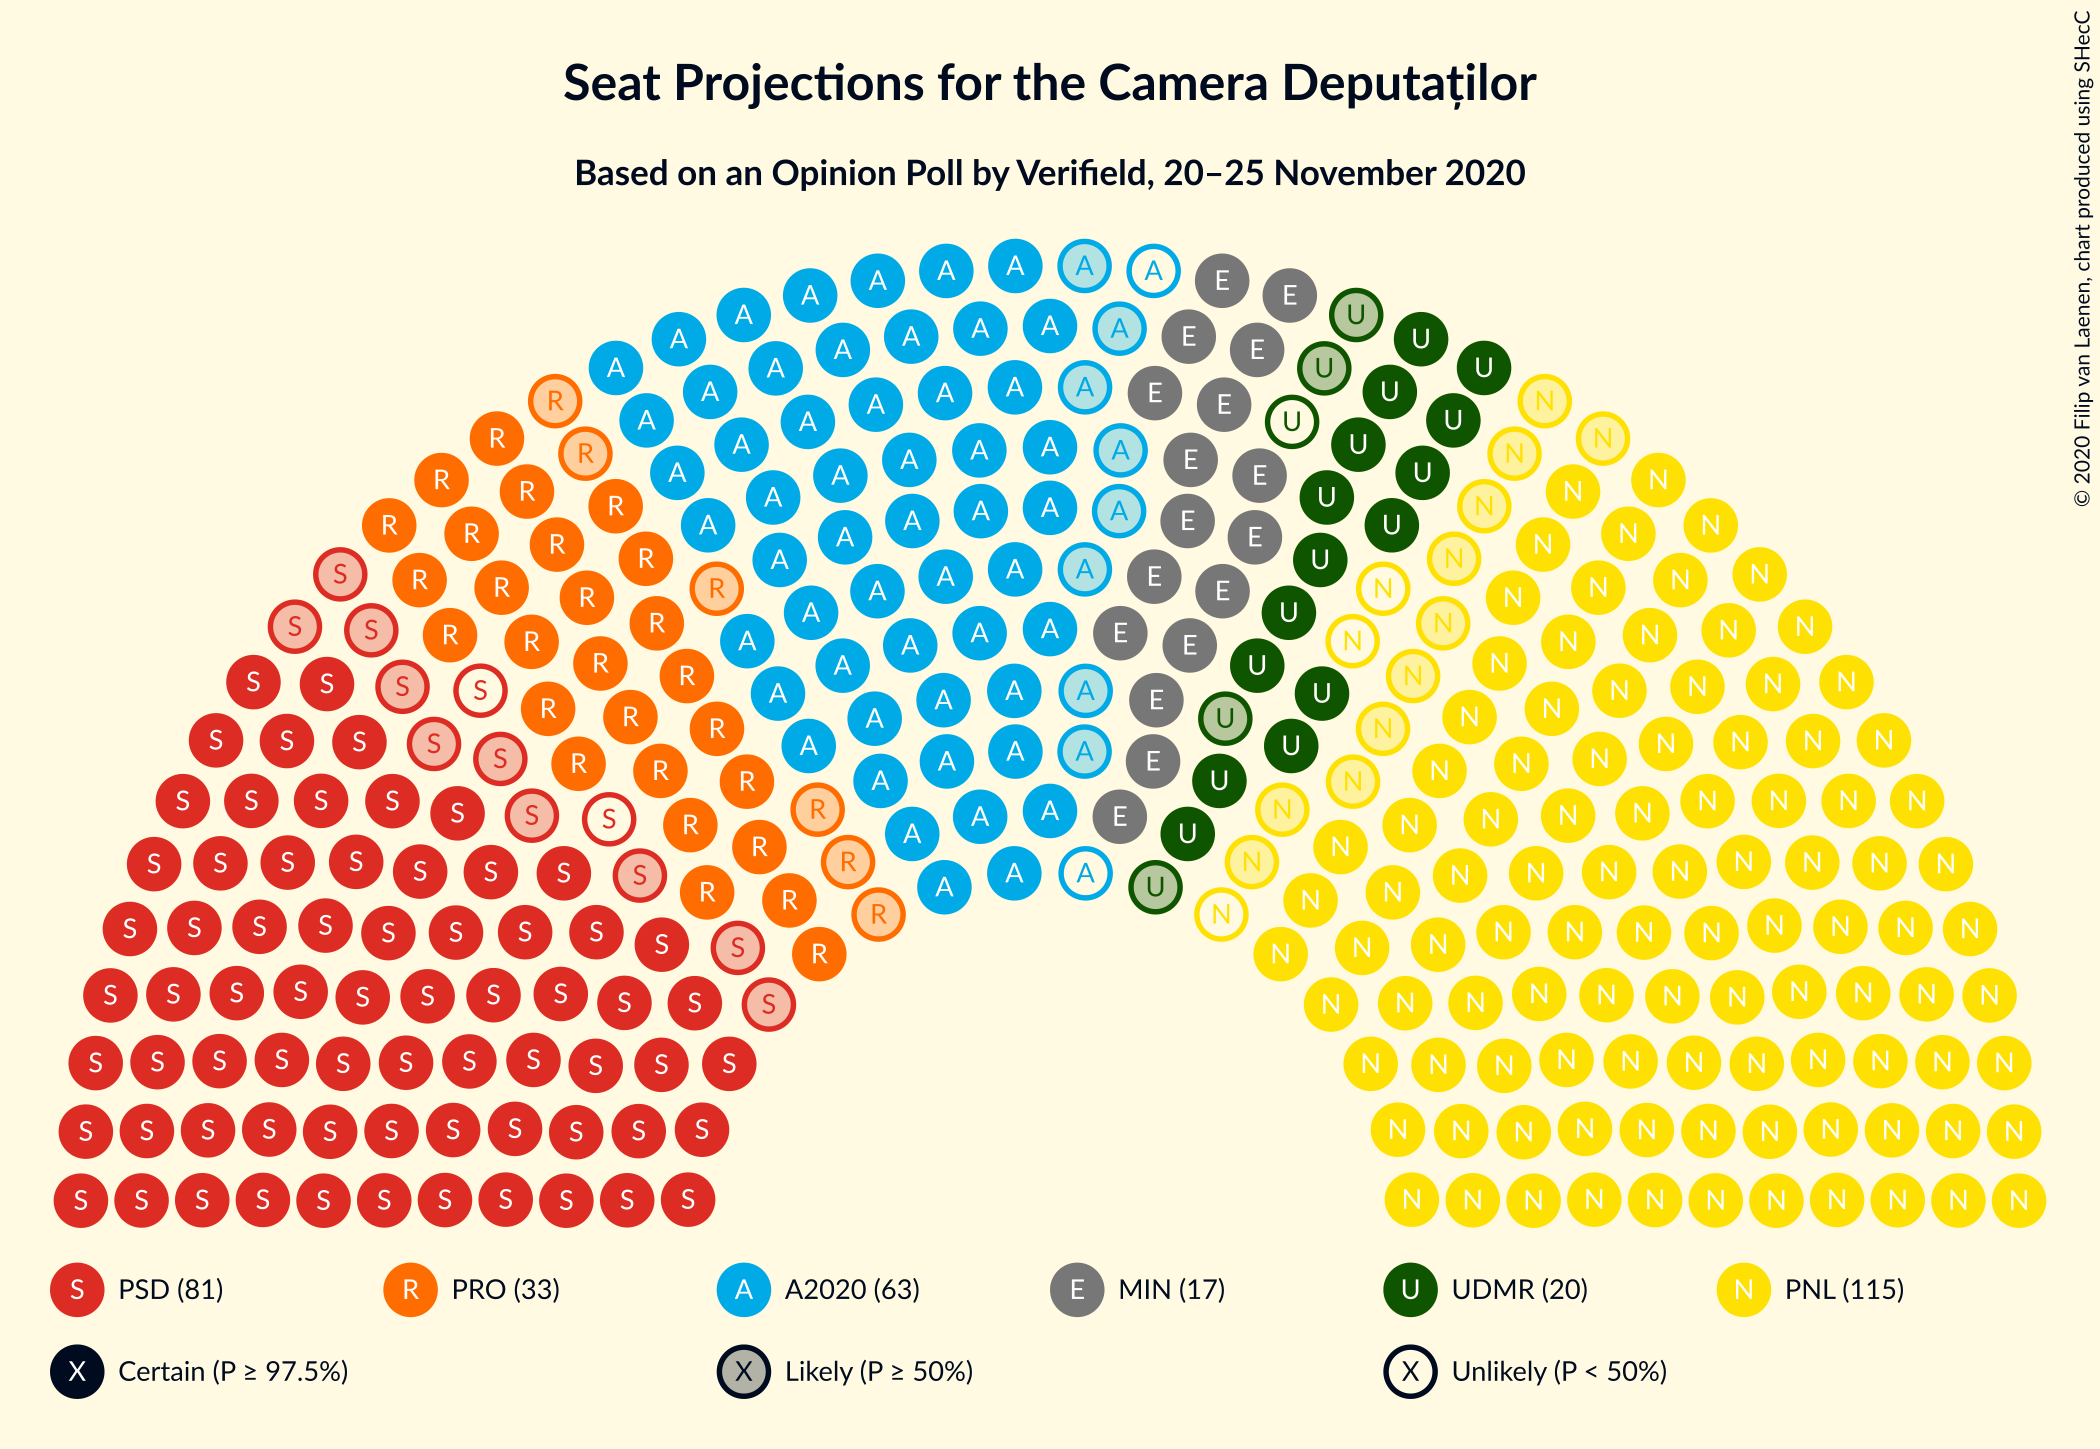 Seat Projections for the Camera Deputaților
Based on an Opinion Poll by Verifield, 20–25 November 2020
© 2020 Filip van Laenen, chart produced using SHecC
S PSD (81)
R PRO (33)
A A2020 (63)
E MIN (17)
U UDMR (20)
N PNL (115)
X Certain (P ≥ 97.5%)
X Likely (P ≥ 50%)
X Unlikely (P < 50%)